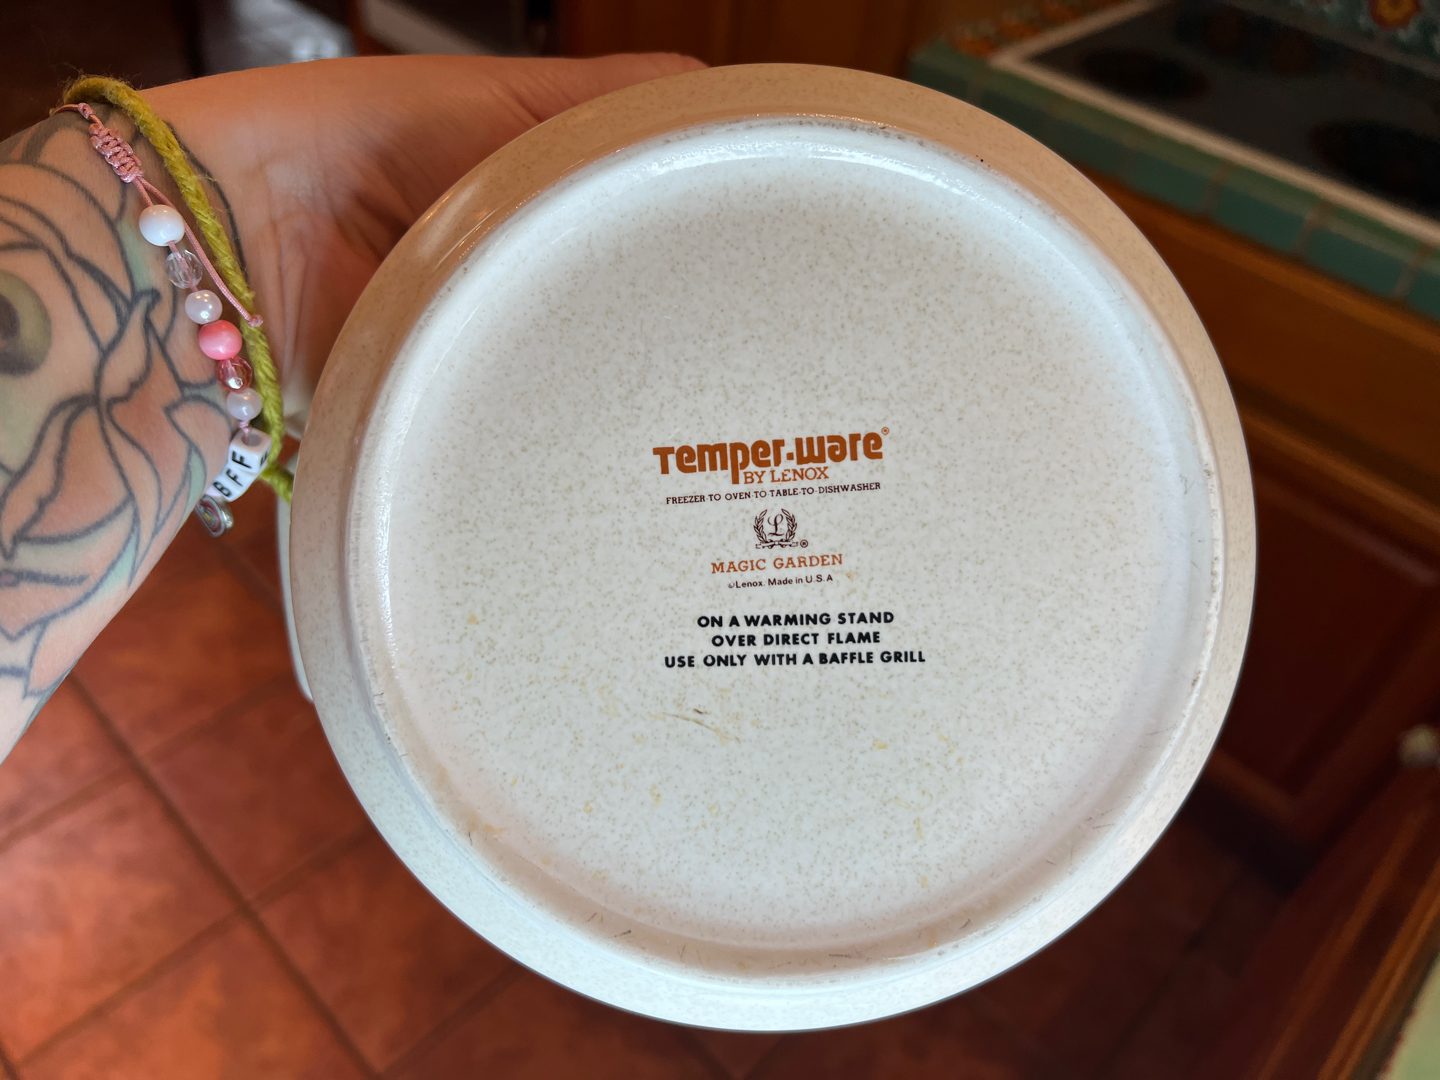 BFF
Temper-ware®
BY LENOX
FREEZER·TO·OVEN·TO·TABLE·TO·DISHWASHER
L
®
MAGIC GARDEN
©Lenox. Made in U.S.A
ON A WARMING STAND
OVER DIRECT FLAME
USE ONLY WITH A BAFFLE GRILL